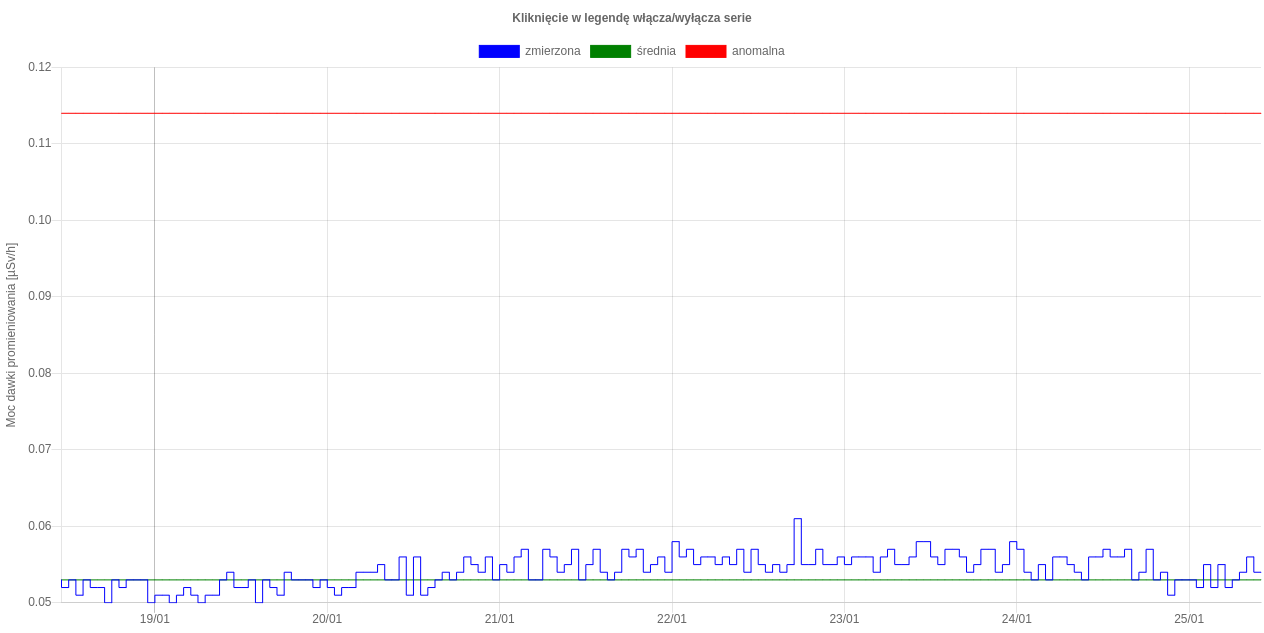 Kliknięcie w legendę włącza/wyłącza serie
zmierzona średnia anomalna
0.12
0.11
0.10
0.09
0.08
0.07
0.06
0.05
Moc dawki promieniowania [µSv/h]
19/01 20/01 21/01 22/01 23/01 24/01 25/01